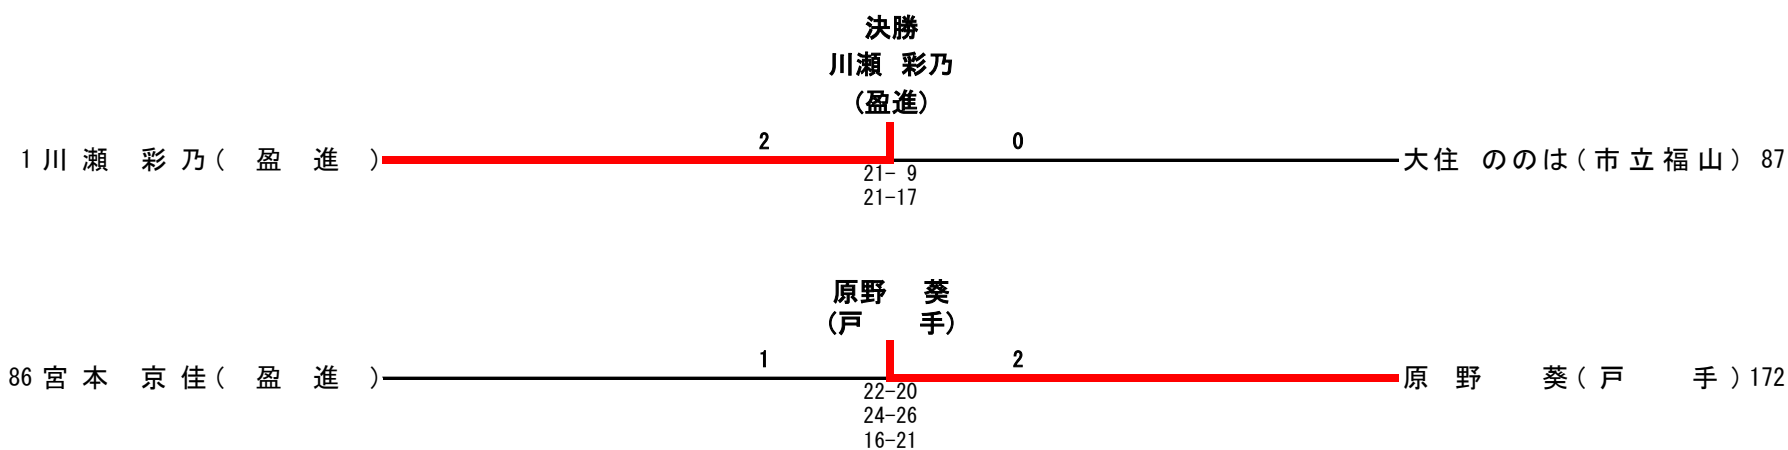 決勝
川瀬 彩乃
(盈進)
2 0
1 川瀬 彩乃(盈進) 大住 ののは(市立福山) 87
21- 9
21-17
原野 葵
(戸 手)
1 2
86 宮本 京佳(盈進) 原野 葵(戸 手) 172
22-20
24-26
16-21